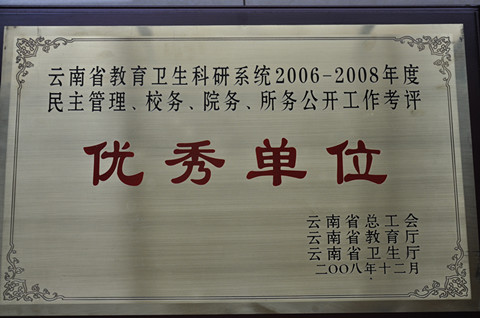 云南省教育卫生科研系统2006-2008年度
民主管理、校务、院务、所务公开工作考评
优秀单位
云南省总工会
云南省教育厅
云南省卫生厅
二〇〇八年十二月